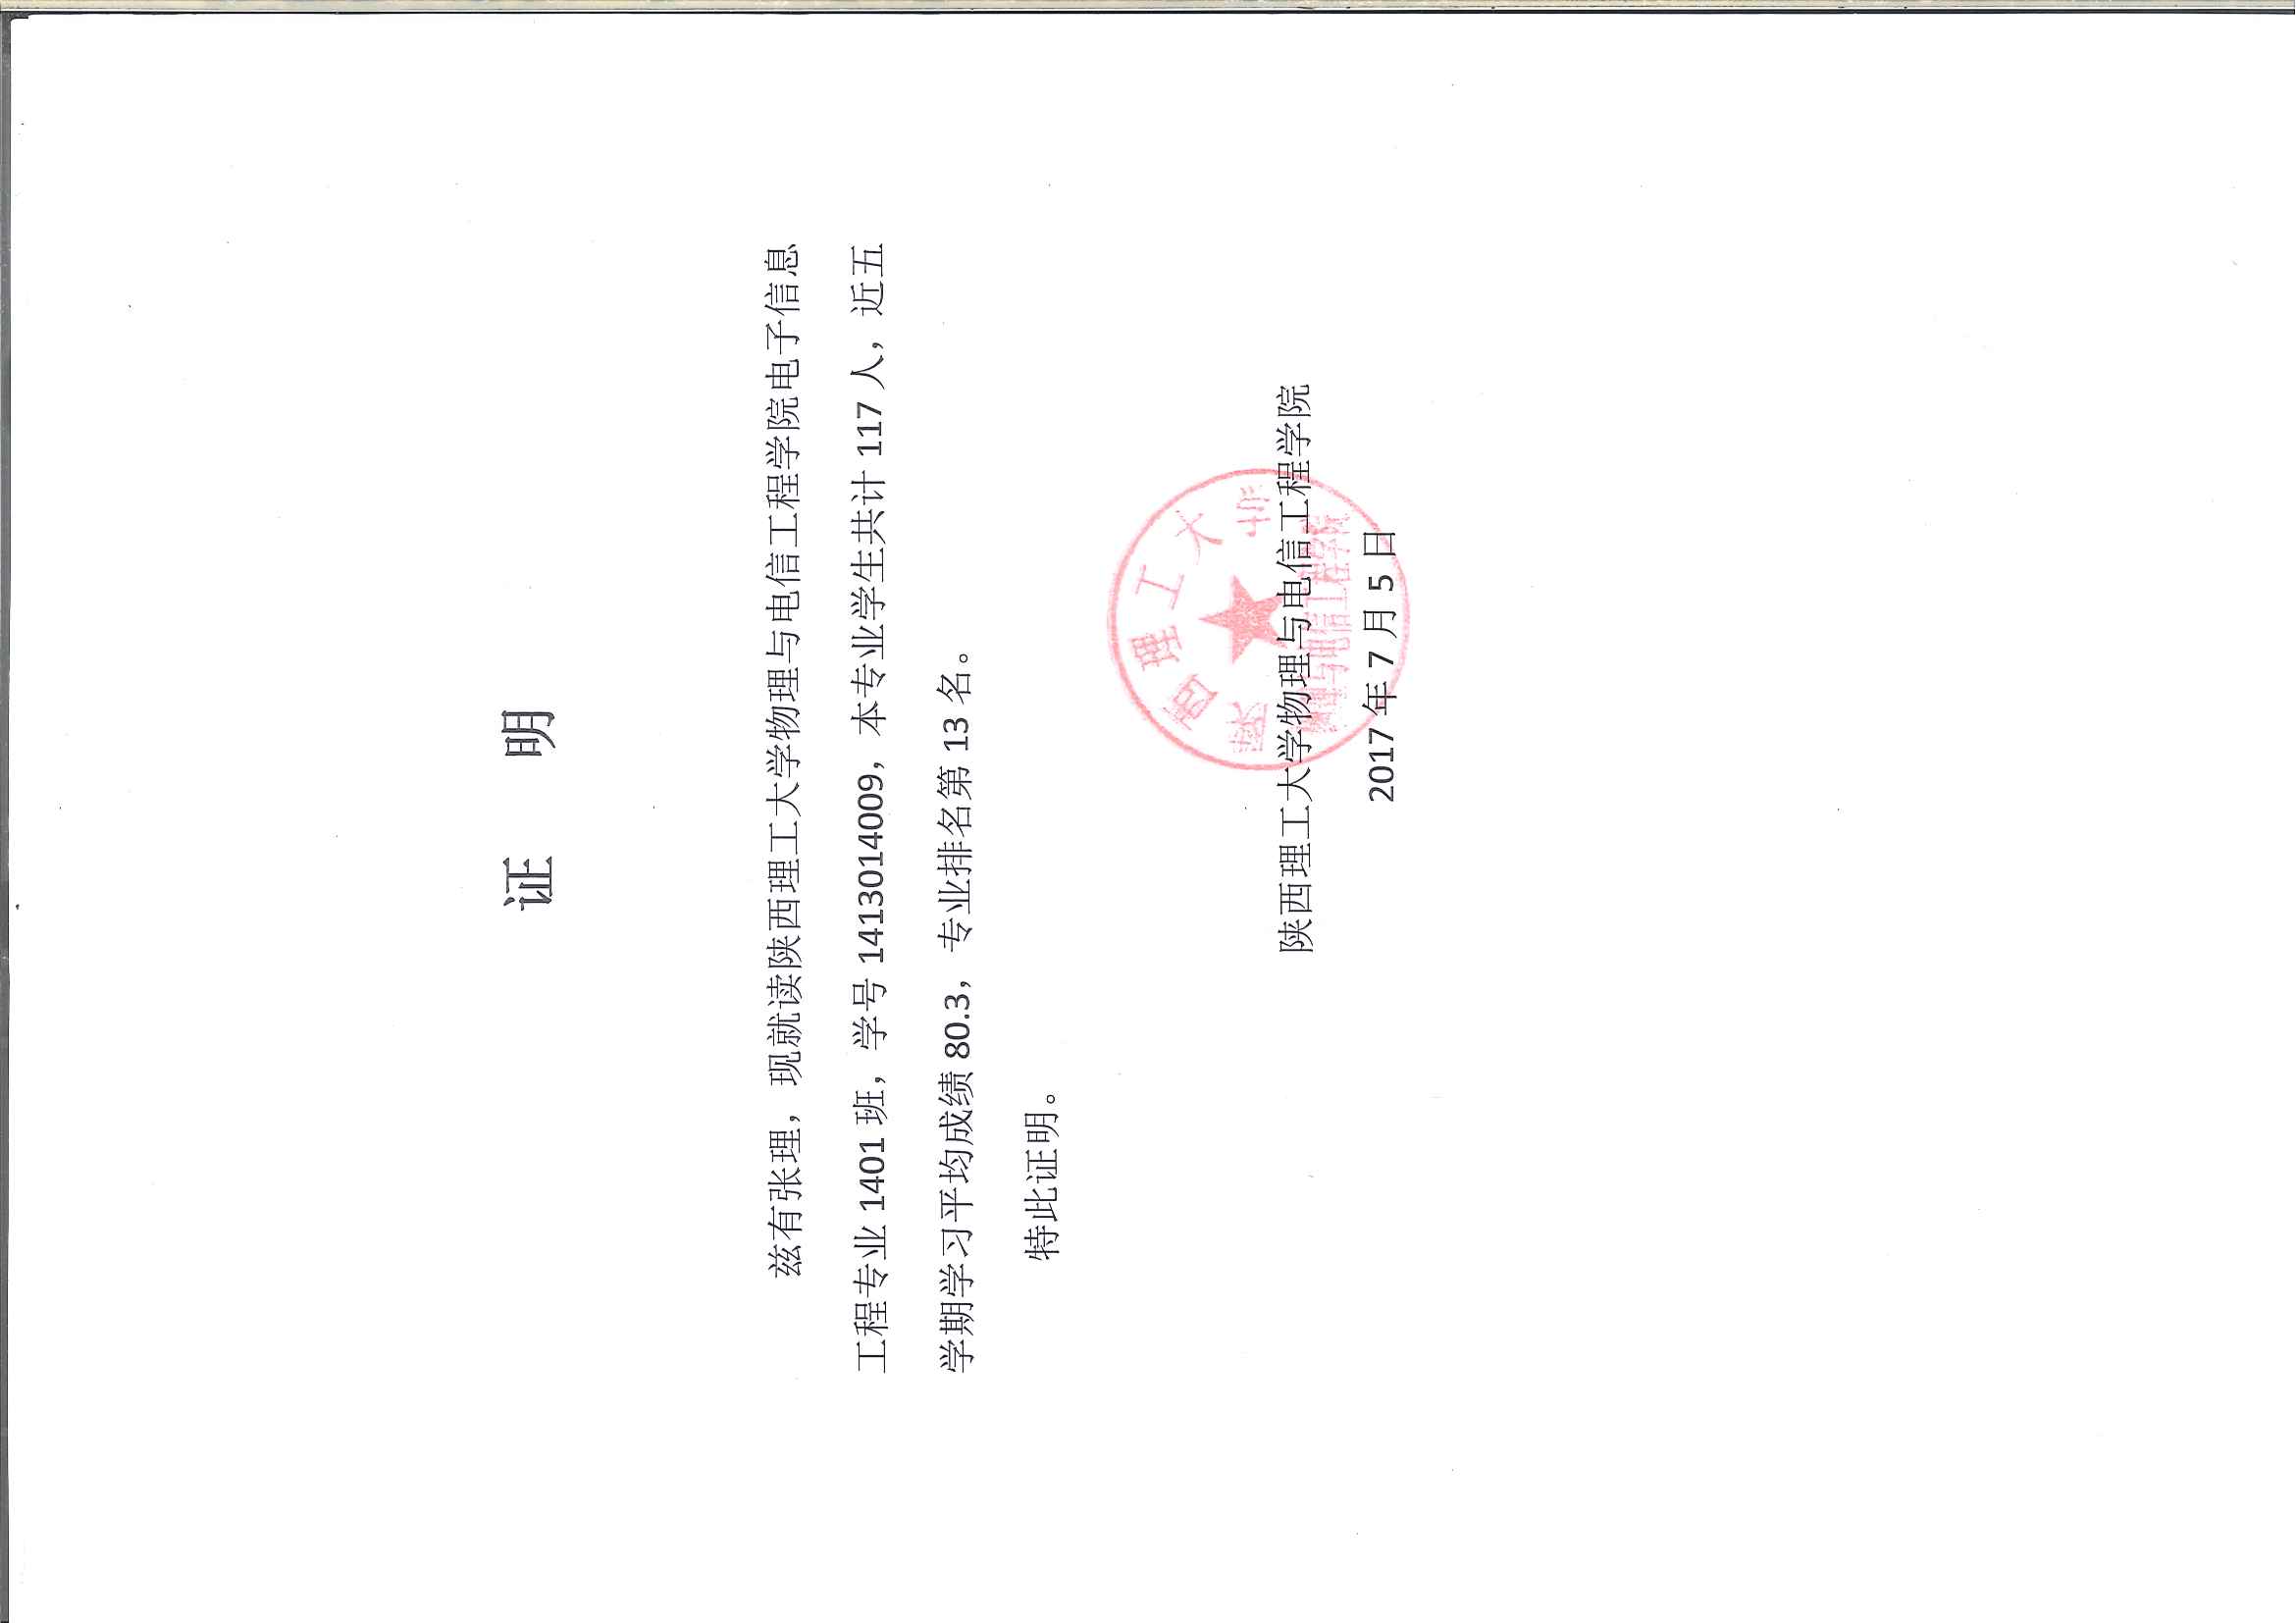 证 明
兹有张理，现就读陕西理工大学物理与电信工程学院电子信息
工程专业 1401 班，学号 1413014009，本专业学生共计 117 人，近五
学期学习平均成绩 80.3，专业排名第 13 名。
特此证明。
陕西理工大学
物理与电信工程学院
陕西理工大学物理与电信工程学院
2017 年 7 月 5 日